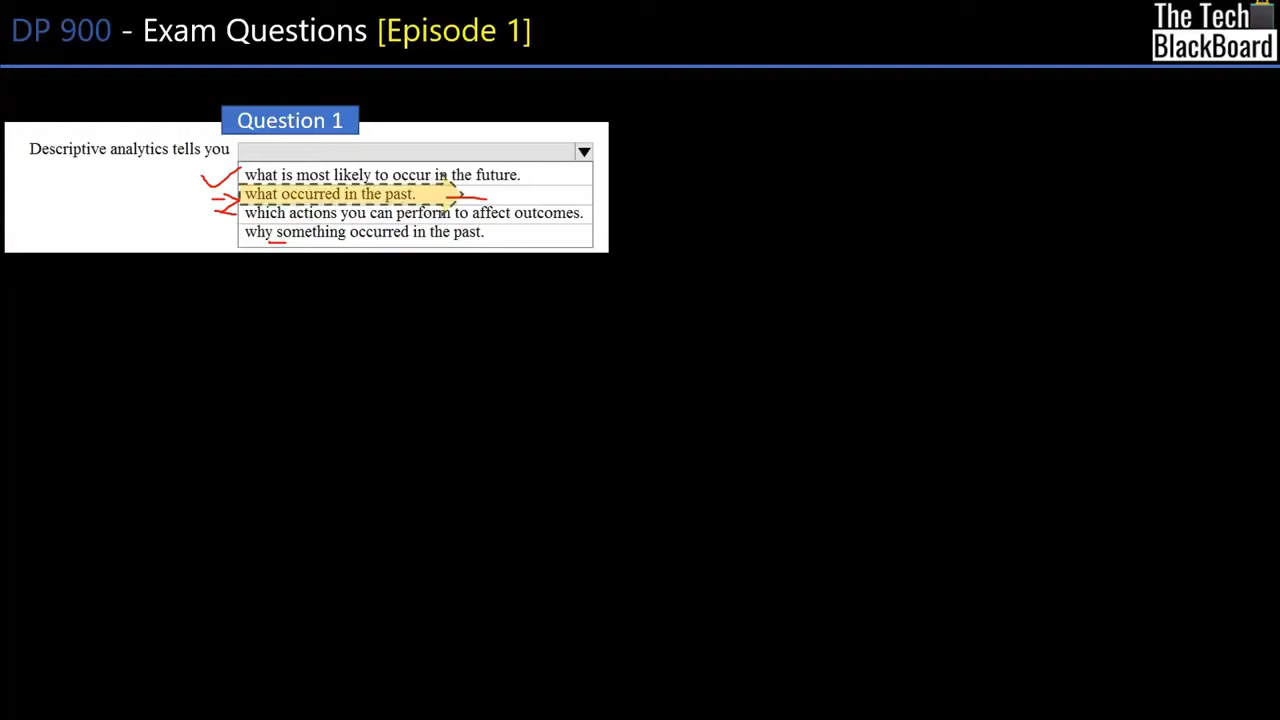 DP 900 - Exam Questions [Episode 1]
The Tech
BlackBoard
Question 1
Descriptive analytics tells you
what is most likely to occur in the future.
what occurred in the past.
which actions you can perform to affect outcomes.
why something occurred in the past.